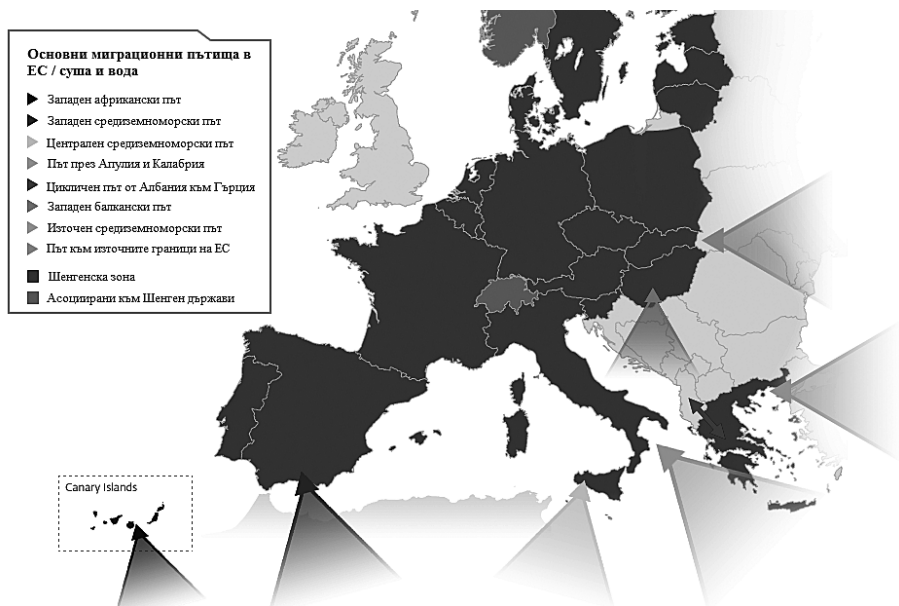 Основни миграционни пътища в
ЕС / суша и вода
Западен африкански път
Западен средиземноморски път
Централен средиземноморски път
Път през Апулия и Калабрия
Цикличен път от Албания към Гърция
Западен балкански път
Източен средиземноморски път
Път към източните граници на ЕС
Шенгенска зона
Асоциирани към Шенген държави
Canary Islands